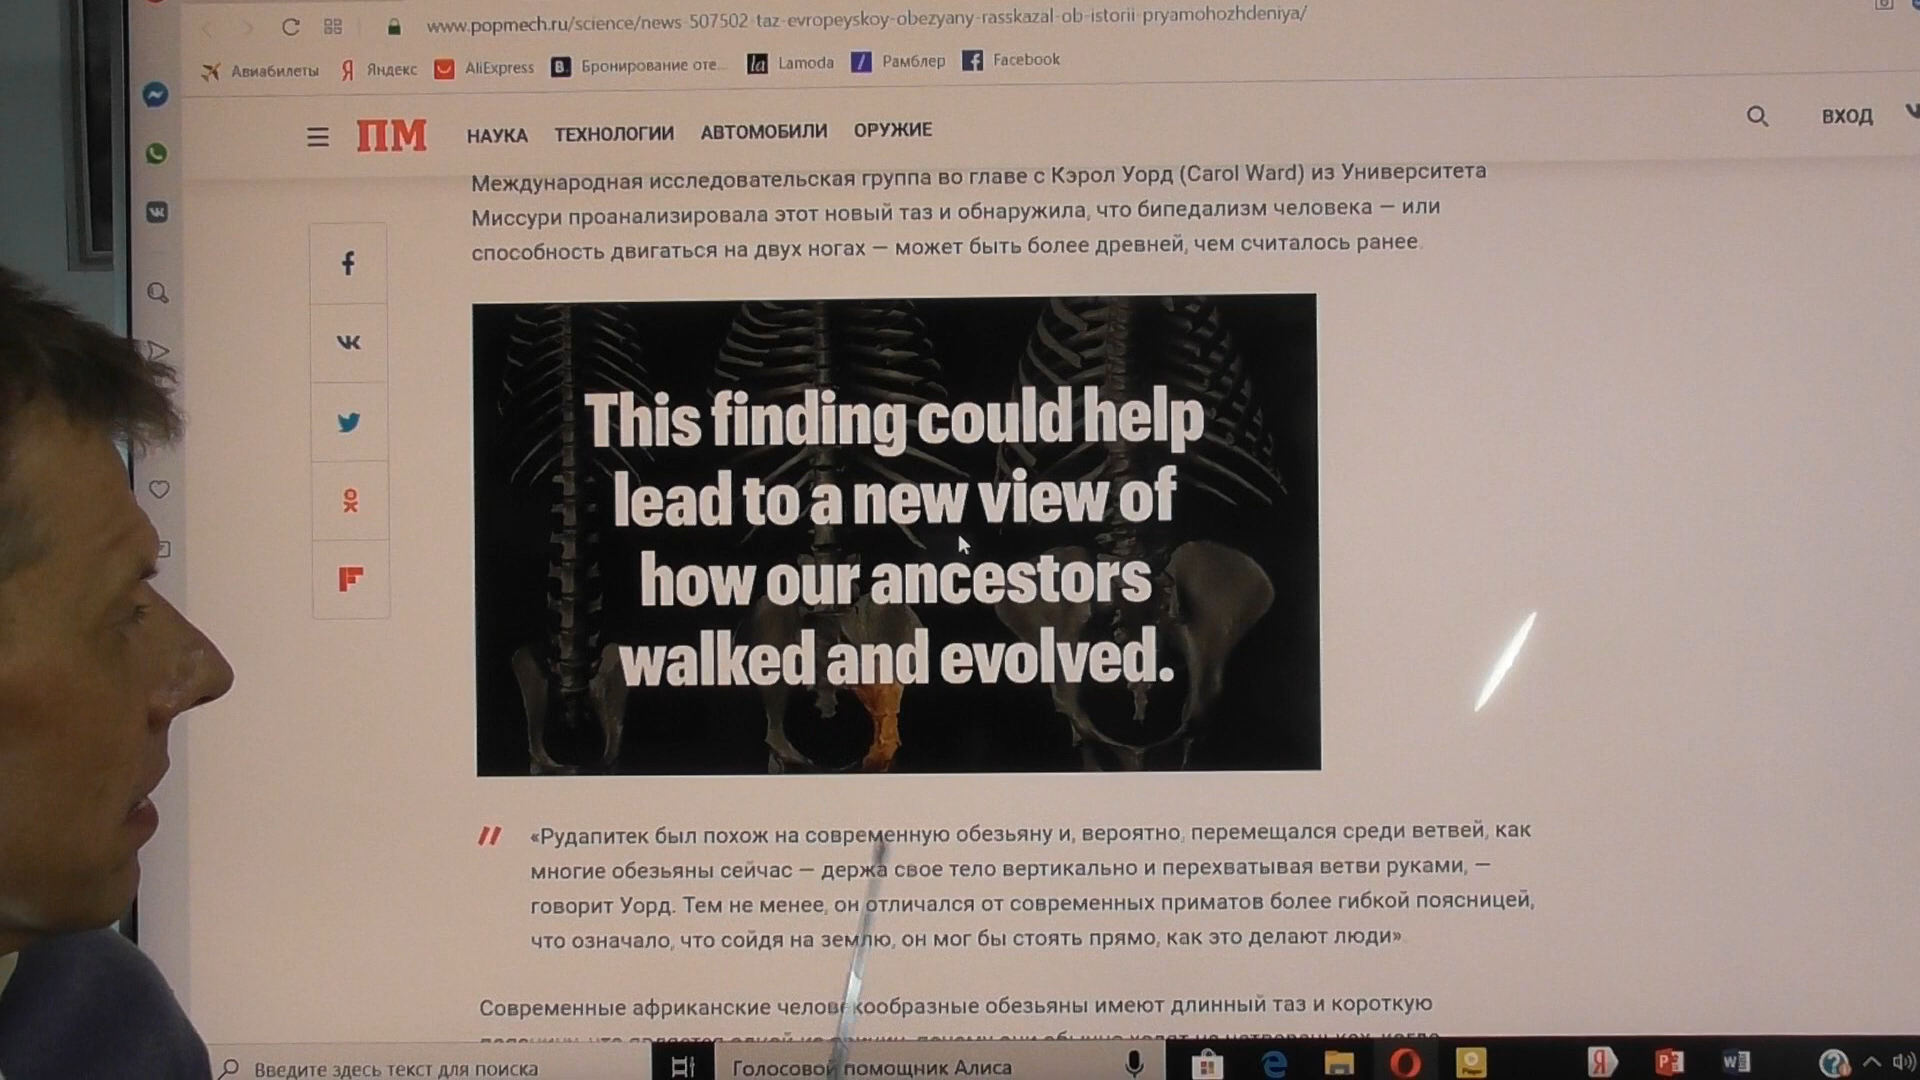 www.popmech.ru/science/news-507502-taz-evropeyskoy-obezyany-rasskazal-ob-istorii-pryamohozhdeniya/
Авиабилеты Яндекс AliExpress B. Бронирование оте... la Lamoda Рамблер Facebook
ПМ НАУКА ТЕХНОЛОГИИ АВТОМОБИЛИ ОРУЖИЕ ВХОД
Международная исследовательская группа во главе с Кэрол Уорд (Carol Ward) из Университета
Миссури проанализировала этот новый таз и обнаружила, что бипедализм человека — или
способность двигаться на двух ногах — может быть более древней, чем считалось ранее.
This finding could help
lead to a new view of
how our ancestors
walked and evolved.
«Рудапитек был похож на современную обезьяну и, вероятно, перемещался среди ветвей, как
многие обезьяны сейчас — держа свое тело вертикально и перехватывая ветви руками, —
говорит Уорд. Тем не менее, он отличался от современных приматов более гибкой поясницей,
что означало, что сойдя на землю, он мог бы стоять прямо, как это делают люди»
Современные африканские человекообразные обезьяны имеют длинный таз и короткую
Введите здесь текст для поиска Голосовой помощник Алиса